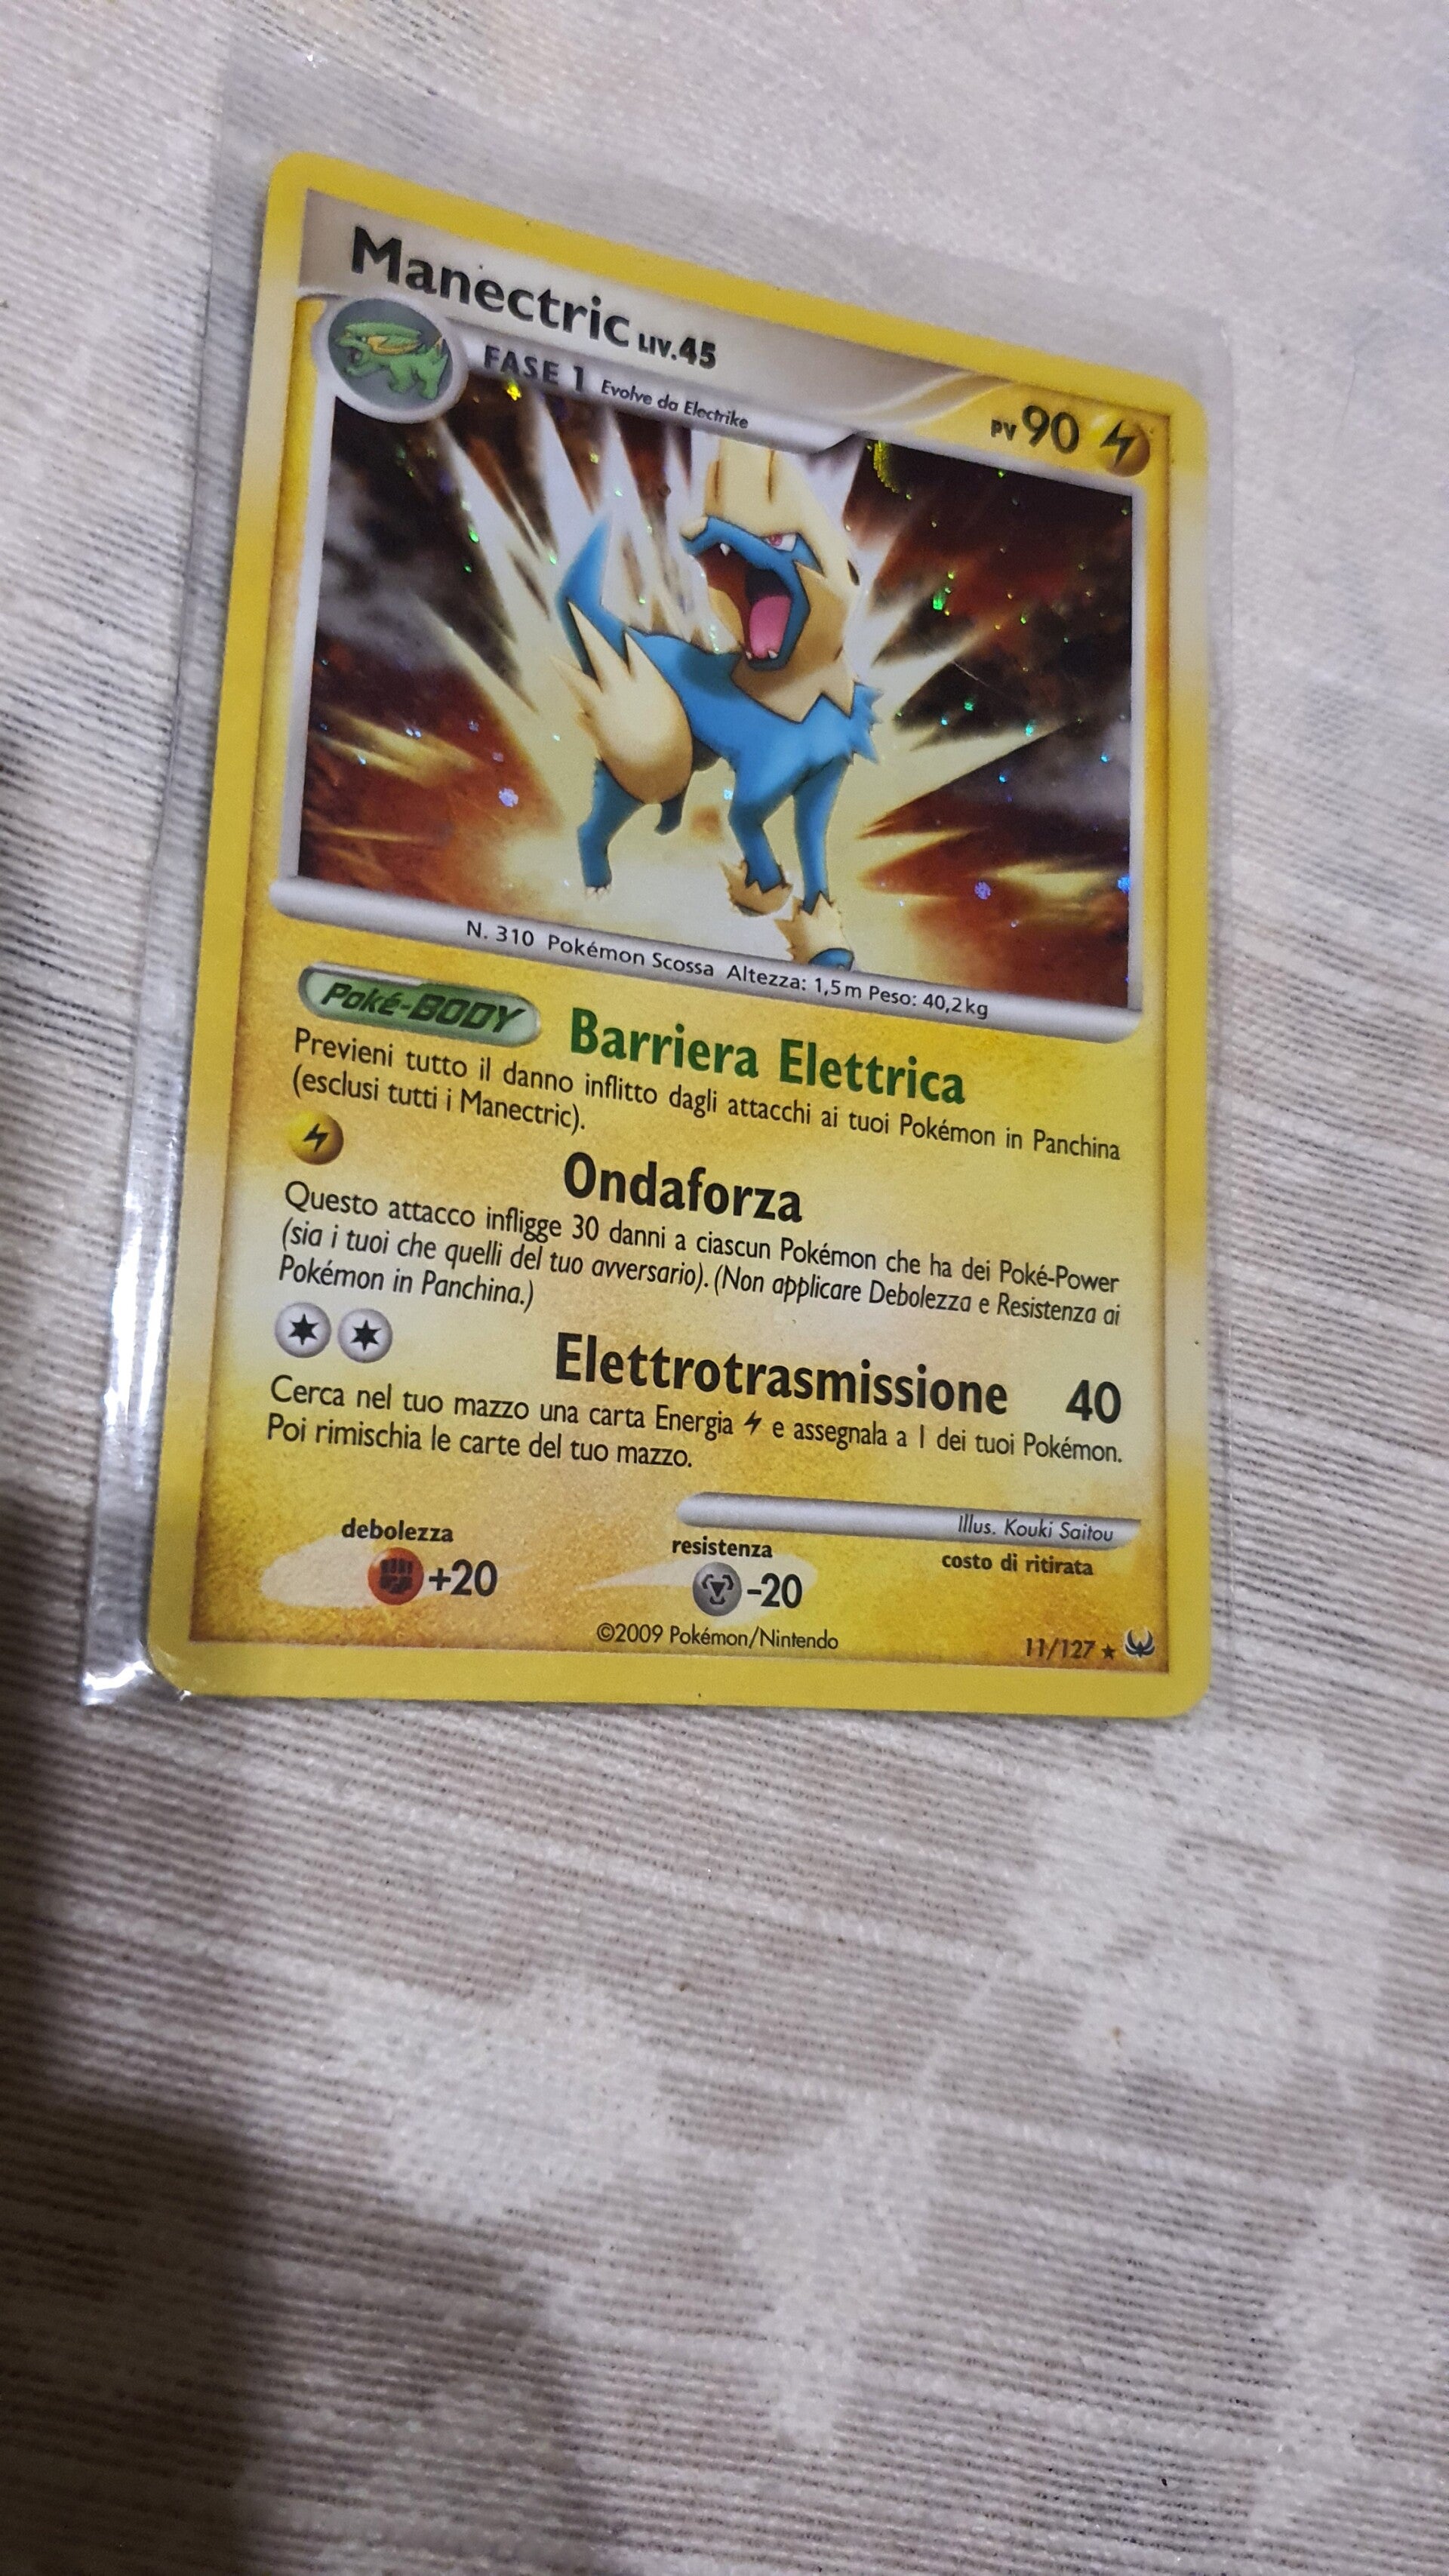 Manectric LIV.45
FASE 1 Evolve da Electrike
PV 90
N. 310 Pokémon Scossa Altezza: 1,5m Peso: 40,2kg
Poké-BODY Barriera Elettrica
Previeni tutto il danno inflitto dagli attacchi ai tuoi Pokémon in Panchina
(esclusi tutti i Manectric).
Ondaforza
Questo attacco infligge 30 danni a ciascun Pokémon che ha dei Poké-Power
(sia i tuoi che quelli del tuo avversario). (Non applicare Debolezza e Resistenza ai
Pokémon in Panchina.)
Elettrotrasmissione 40
Cerca nel tuo mazzo una carta Energia e assegnala a 1 dei tuoi Pokémon.
Poi rimischia le carte del tuo mazzo.
Illus. Kouki Saitou
debolezza resistenza costo di ritirata
+20 -20
©2009 Pokémon/Nintendo 11/127 ★